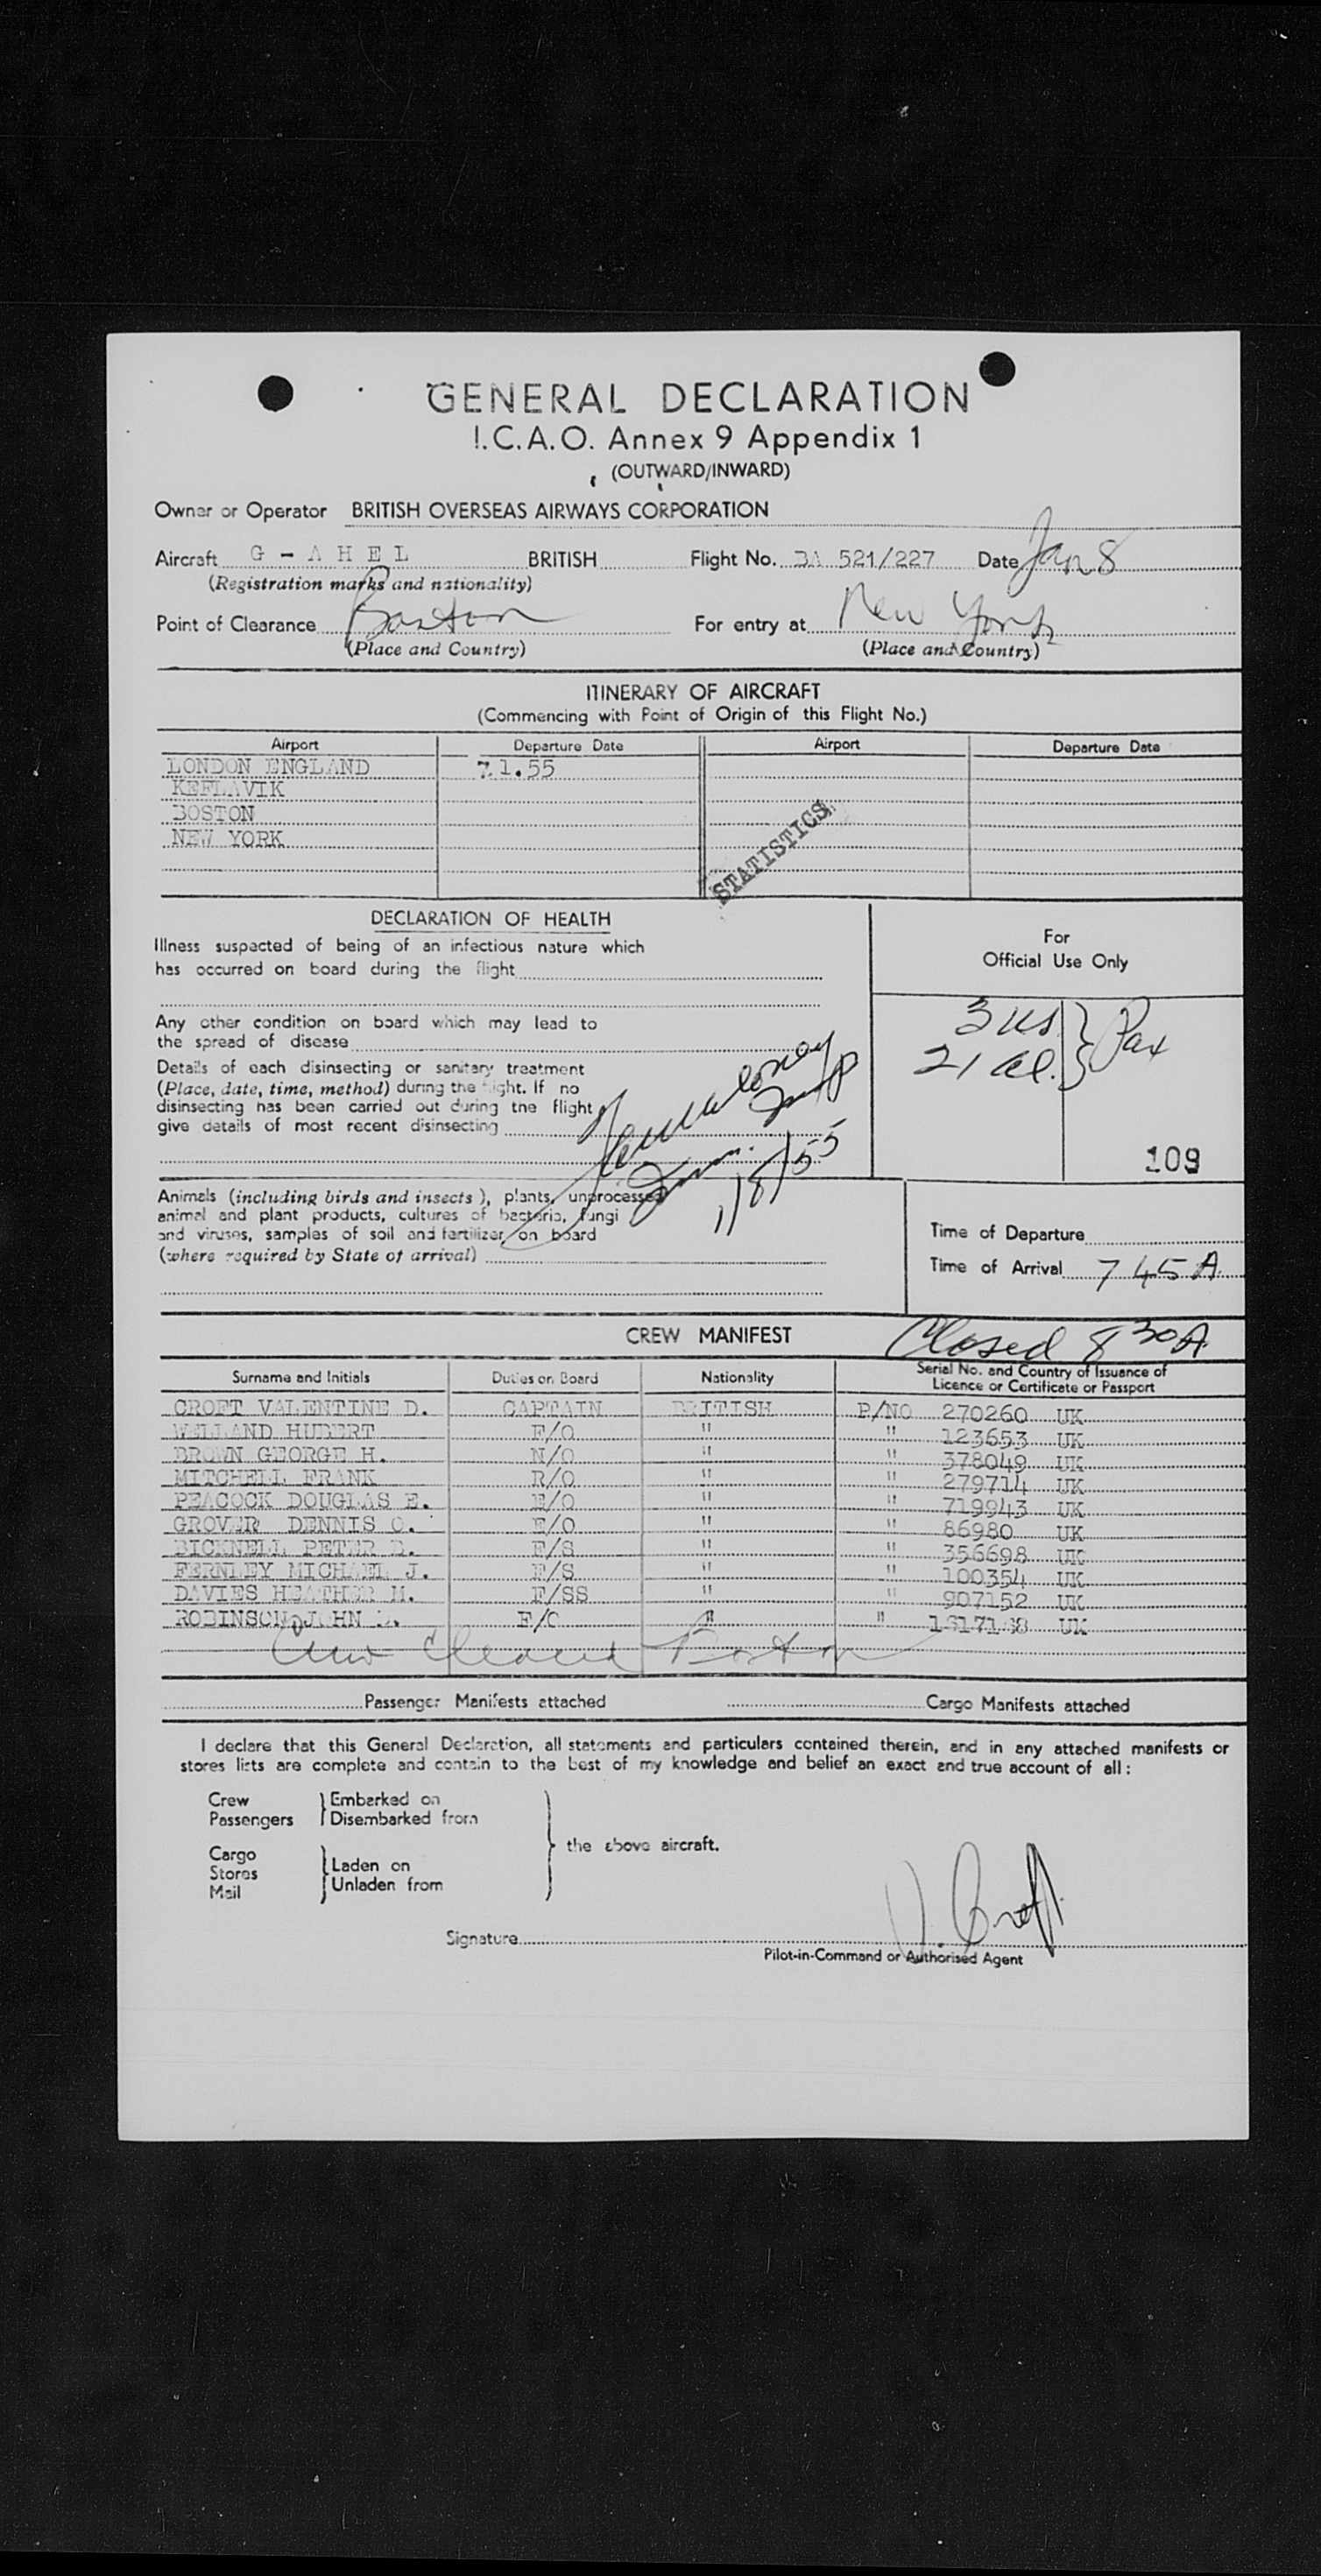 GENERAL DECLARATION
I.C.A.O. Annex 9 Appendix 1
(OUTWARD/INWARD)
Owner or Operator BRITISH OVERSEAS AIRWAYS CORPORATION
Aircraft G - A H E L BRITISH Flight No. BA 521/227 Date Jan 8
(Registration marks and nationality)
Point of Clearance Boston For entry at New York
(Place and Country) (Place and Country)
ITINERARY OF AIRCRAFT
(Commencing with Point of Origin of this Flight No.)
Airport Departure Date Airport Departure Date
LONDON ENGLAND 7.1.55
KEFLAVIK
BOSTON
NEW YORK
STATISTICS
DECLARATION OF HEALTH
Illness suspected of being of an infectious nature which
has occurred on board during the flight
Any other condition on board which may lead to
the spread of disease
Details of each disinsecting or sanitary treatment
(Place, date, time, method) during the flight. If no
disinsecting has been carried out during the flight
give details of most recent disinsecting
1/8/55
Animals (including birds and insects), plants, unprocessed
animal and plant products, cultures of bacteria, fungi
and viruses, samples of soil and fertilizer, on board
(where required by State of arrival)
For
Official Use Only
3 US
21 al. } Pax
109
Time of Departure
Time of Arrival 7 45 A
CREW MANIFEST Closed 8 30 A
Surname and Initials Duties on Board Nationality Serial No. and Country of Issuance of
Licence or Certificate or Passport
CROFT VALENTINE D. CAPTAIN BRITISH P/NO 270260 UK
WELLAND HUBERT F/O " " 123653 UK
BROWN GEORGE H. N/O " " 378049 UK
MITCHELL FRANK R/O " " 279714 UK
PEACOCK DOUGLAS E. E/O " " 719943 UK
GROVER DENNIS O. E/O " " 86980 UK
BICKNELL PETER D. F/S " " 356698 UK
FERNLEY MICHAEL J. F/S " " 100354 UK
DAVIES HEATHER M. F/SS " " 907152 UK
ROBINSON JOHN F/O " " UK
Crew Cleared Boston
Passenger Manifests attached Cargo Manifests attached
I declare that this General Declaration, all statements and particulars contained therein, and in any attached manifests or
stores lists are complete and contain to the best of my knowledge and belief an exact and true account of all:
Crew
Passengers } Embarked on
Disembarked from
Cargo
Stores
Mail } Laden on
Unladen from
} the above aircraft.
Signature V. Croft
Pilot-in-Command or Authorised Agent